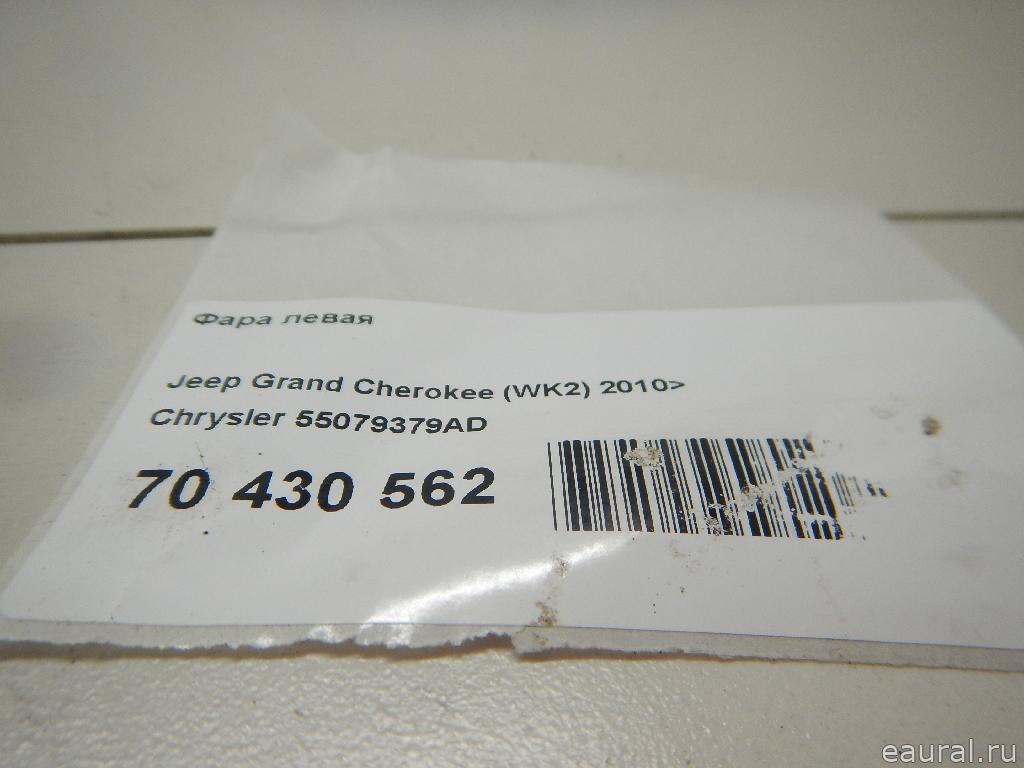 Фара левая
Jeep Grand Cherokee (WK2) 2010>
Chrysler 55079379AD
70 430 562
eaural.ru